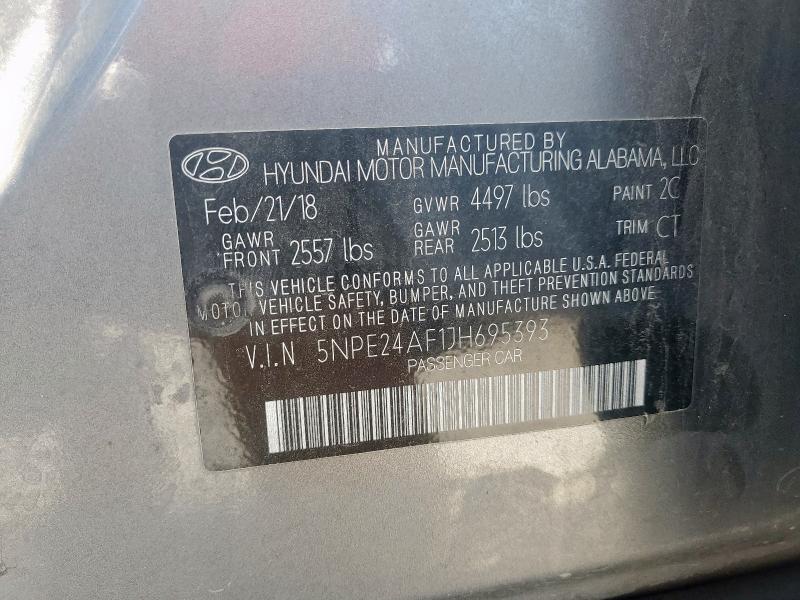 MANUFACTURED BY
HYUNDAI MOTOR MANUFACTURING ALABAMA, LLC
Feb/21/18 GVWR 4497 lbs PAINT 2C
GAWR FRONT 2557 lbs GAWR REAR 2513 lbs TRIM CT
THIS VEHICLE CONFORMS TO ALL APPLICABLE U.S.A. FEDERAL
MOTOR VEHICLE SAFETY, BUMPER, AND THEFT PREVENTION STANDARDS
IN EFFECT ON THE DATE OF MANUFACTURE SHOWN ABOVE.
V.I.N 5NPE24AF1JH695393
PASSENGER CAR